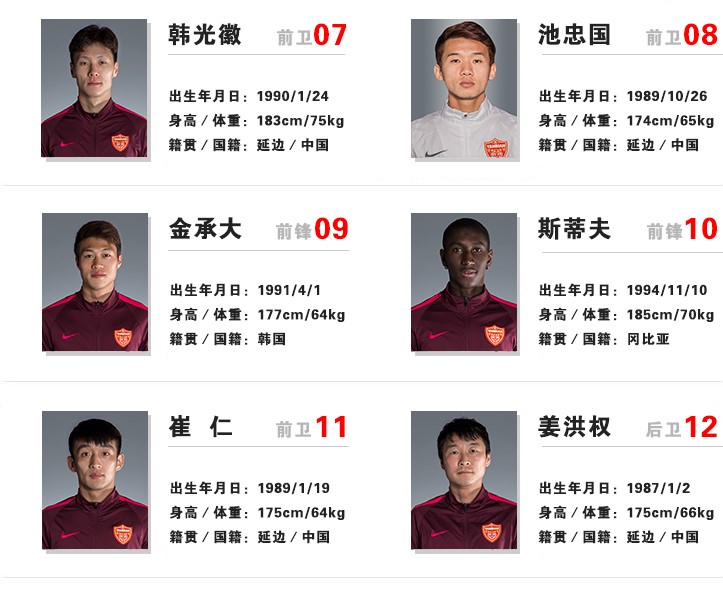 韩光徽 前卫07
出生年月日：1990/1/24
身高/体重：183cm/75kg
籍贯/国籍：延边/中国
池忠国 前卫08
出生年月日：1989/10/26
身高/体重：174cm/65kg
籍贯/国籍：延边/中国
金承大 前锋09
出生年月日：1991/4/1
身高/体重：177cm/64kg
籍贯/国籍：韩国
斯蒂夫 前锋10
出生年月日：1994/11/10
身高/体重：185cm/70kg
籍贯/国籍：冈比亚
崔 仁 前卫11
出生年月日：1989/1/19
身高/体重：175cm/64kg
籍贯/国籍：延边/中国
姜洪权 后卫12
出生年月日：1987/1/2
身高/体重：175cm/66kg
籍贯/国籍：延边/中国